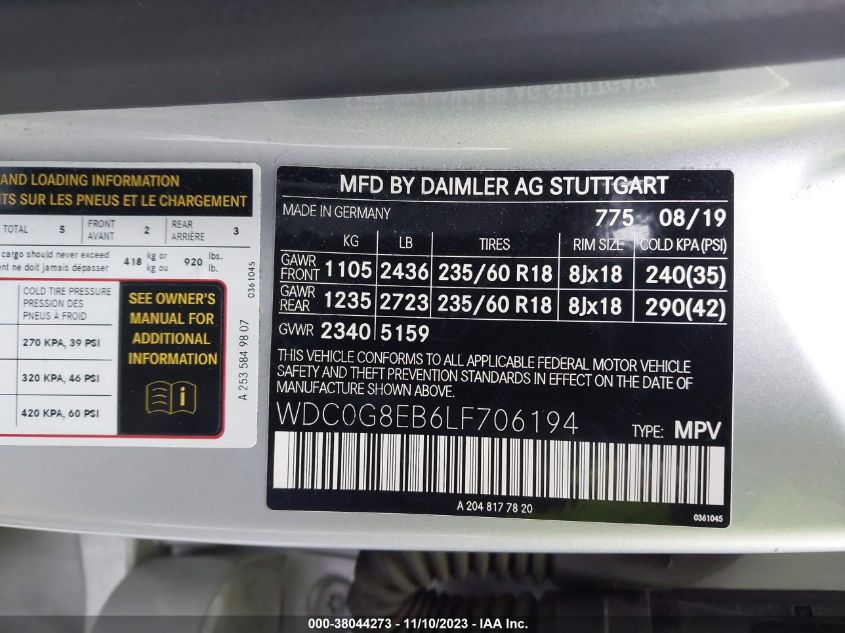 AND LOADING INFORMATION
TS SUR LES PNEUS ET LE CHARGEMENT
TOTAL 5 FRONT AVANT 2 REAR ARRIÈRE 3
cargo should never exceed 418 kg or 920 lbs.
ent ne doit jamais dépasser kg ou lb.
COLD TIRE PRESSURE
PRESSION DES
PNEUS À FROID
270 KPA, 39 PSI
320 KPA, 46 PSI
420 KPA, 60 PSI
SEE OWNER'S
MANUAL FOR
ADDITIONAL
INFORMATION
i
A 253 584 98 07
0361045
MFD BY DAIMLER AG STUTTGART
MADE IN GERMANY 775 08/19
KG LB TIRES RIM SIZE COLD KPA (PSI)
GAWR FRONT 1105 2436 235/60 R18 8Jx18 240(35)
GAWR REAR 1235 2723 235/60 R18 8Jx18 290(42)
GVWR 2340 5159
THIS VEHICLE CONFORMS TO ALL APPLICABLE FEDERAL MOTOR VEHICLE
SAFETY AND THEFT PREVENTION STANDARDS IN EFFECT ON THE DATE OF
MANUFACTURE SHOWN ABOVE.
WDC0G8EB6LF706194 TYPE: MPV
A 204 817 78 20
0361045
000-38044273 - 11/10/2023 - IAA Inc.